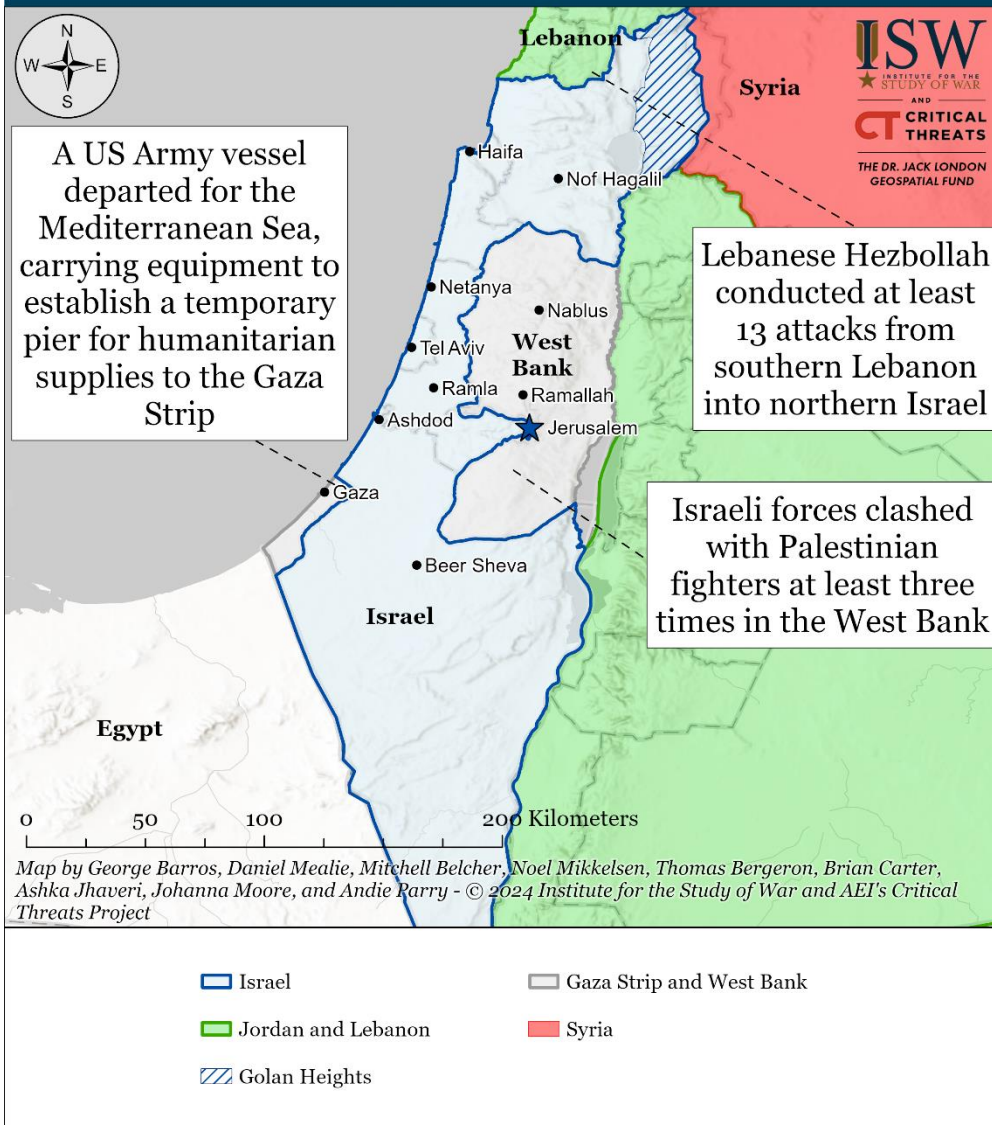 N
W
E
S
Lebanon
Syria
ISW
INSTITUTE FOR THE
STUDY OF WAR
AND
CT CRITICAL
THREATS
THE DR. JACK LONDON
GEOSPATIAL FUND
A US Army vessel
departed for the
Mediterranean Sea,
carrying equipment to
establish a temporary
pier for humanitarian
supplies to the Gaza
Strip
Haifa
Nof Hagalil
Lebanese Hezbollah
conducted at least
13 attacks from
southern Lebanon
into northern Israel
Netanya
Nablus
Tel Aviv
West
Bank
Ramla
Ramallah
Ashdod
Jerusalem
Gaza
Israeli forces clashed
with Palestinian
fighters at least three
times in the West Bank
Beer Sheva
Israel
Egypt
0 50 100 200 Kilometers
Map by George Barros, Daniel Mealie, Mitchell Belcher, Noel Mikkelsen, Thomas Bergeron, Brian Carter,
Ashka Jhaveri, Johanna Moore, and Andie Parry - © 2024 Institute for the Study of War and AEI's Critical
Threats Project
Israel
Gaza Strip and West Bank
Jordan and Lebanon
Syria
Golan Heights